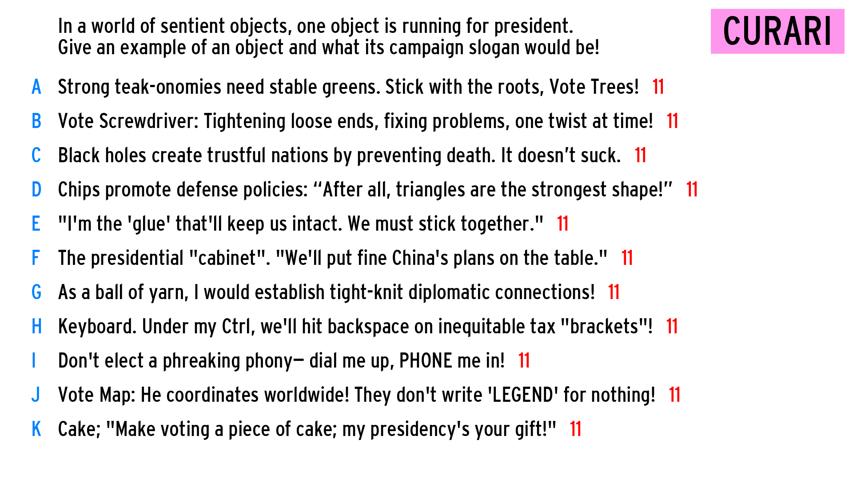 In a world of sentient objects, one object is running for president.
Give an example of an object and what its campaign slogan would be!
CURARI
A Strong teak-onomies need stable greens. Stick with the roots, Vote Trees! 11
B Vote Screwdriver: Tightening loose ends, fixing problems, one twist at time! 11
C Black holes create trustful nations by preventing death. It doesn’t suck. 11
D Chips promote defense policies: “After all, triangles are the strongest shape!” 11
E "I'm the 'glue' that'll keep us intact. We must stick together." 11
F The presidential "cabinet". "We'll put fine China's plans on the table." 11
G As a ball of yarn, I would establish tight-knit diplomatic connections! 11
H Keyboard. Under my Ctrl, we'll hit backspace on inequitable tax "brackets"! 11
I Don't elect a phreaking phony— dial me up, PHONE me in! 11
J Vote Map: He coordinates worldwide! They don't write 'LEGEND' for nothing! 11
K Cake; "Make voting a piece of cake; my presidency's your gift!" 11